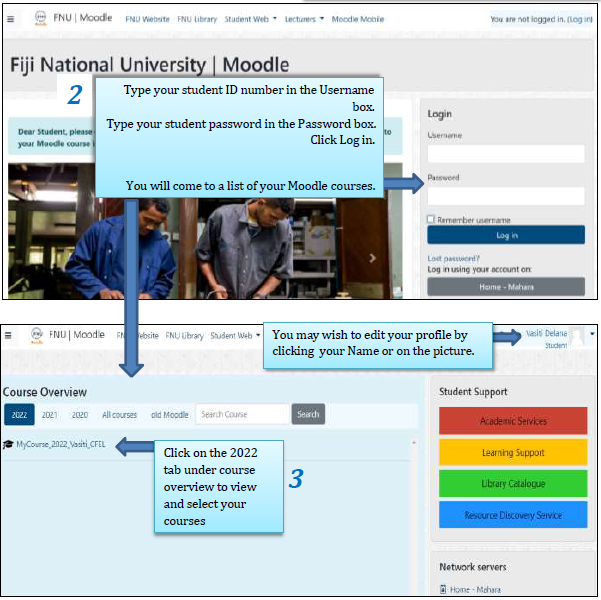 FNU | Moodle FNU Website FNU Library Student Web Lecturers Moodle Mobile You are not logged in. (Log in)
Fiji National University | Moodle
2
Type your student ID number in the Username
box.
Type your student password in the Password box.
Click Log in.
You will come to a list of your Moodle courses.
Dear Student, please
to
your Moodle course
Login
Username
Password
Remember username
Log in
Lost password?
Log in using your account on:
Home - Mahara
FNU | Moodle FNU Website FNU Library Student Web
You may wish to edit your profile by
clicking your Name or on the picture.
Vasiti Delana
Student
Course Overview
2022 2021 2020 All courses old Moodle Search Course Search
MyCourse_2022_Vasiti_CFEL
Click on the 2022
tab under course
overview to view
and select your
courses
3
Student Support
Academic Services
Learning Support
Library Catalogue
Resource Discovery Service
Network servers
Home - Mahara